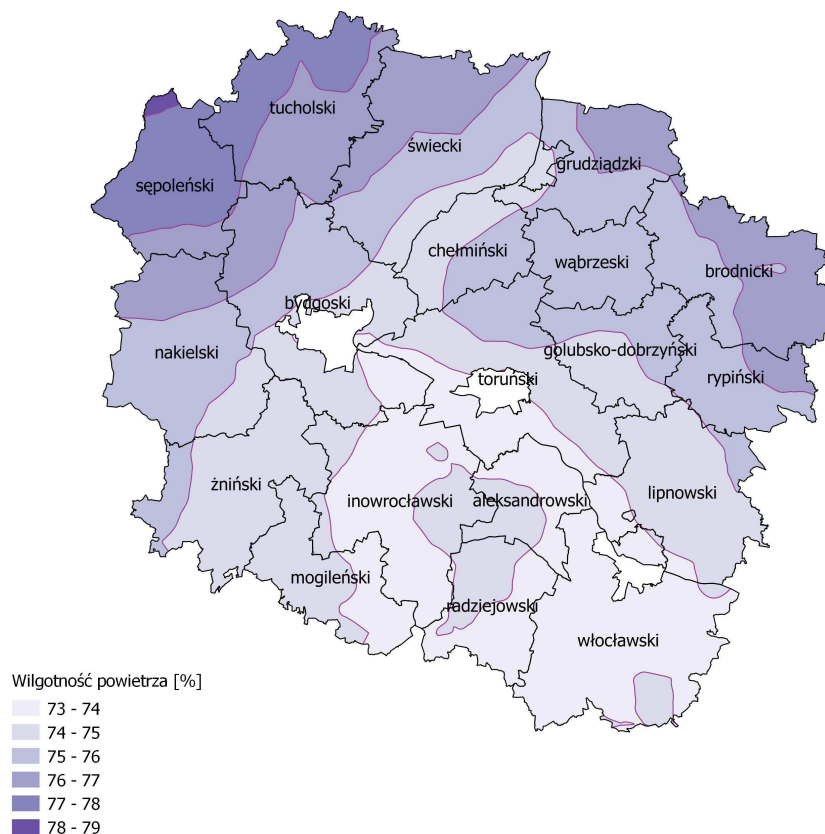 tucholski
świecki
sępoleński
grudziądzki
chełmiński
wąbrzeski
brodnicki
bydgoski
nakielski
golubsko-dobrzyński
toruński
rypiński
żniński
inowrocławski
aleksandrowski
lipnowski
mogileński
radziejowski
włocławski
Wilgotność powietrza [%]
73 - 74
74 - 75
75 - 76
76 - 77
77 - 78
78 - 79